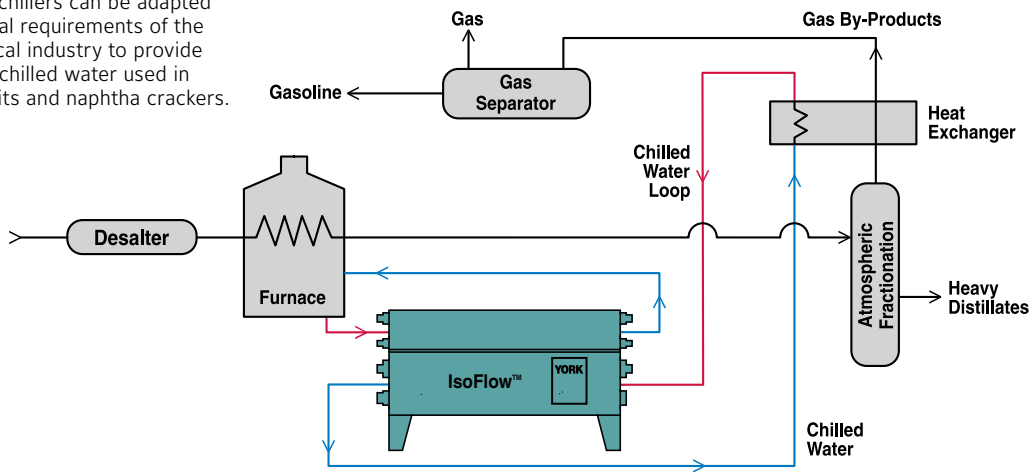 chillers can be adapted
al requirements of the
cal industry to provide
chilled water used in
its and naphtha crackers.
Gas
Gas By-Products
Gas
Separator
Gasoline
Heat
Exchanger
Chilled
Water
Loop
Desalter
Furnace
Atmospheric
Fractionation
Heavy
Distillates
IsoFlow™
YORK
Chilled
Water